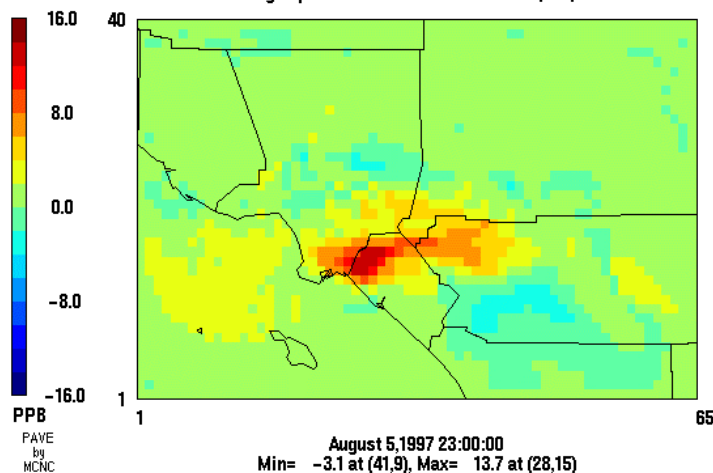 16.0
8.0
0.0
-8.0
-16.0
PPB
PAVE
by
MCNC
40
1
1
65
August 5,1997 23:00:00
Min= -3.1 at (41,9), Max= 13.7 at (28,15)